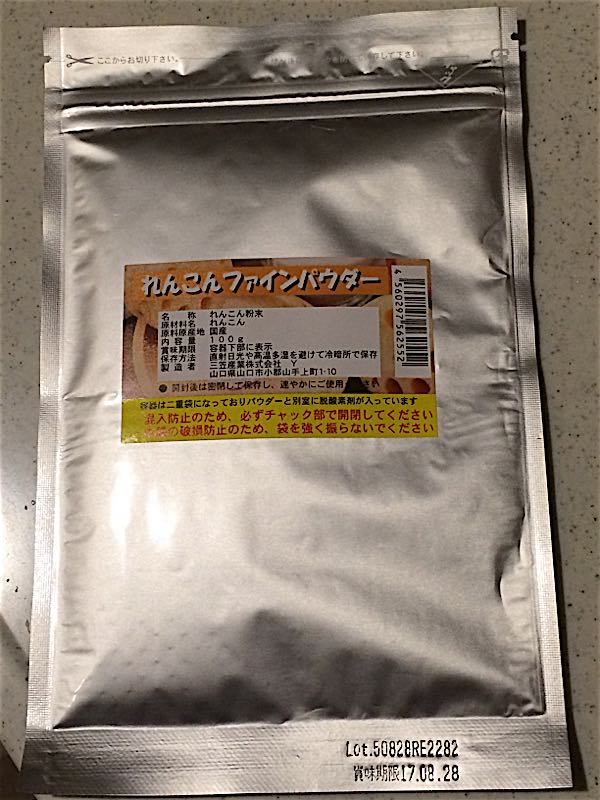 ここからお切り下さい。
れんこんファインパウダー
名 称 れんこん粉末
原材料名 れんこん
原料原産地 国産
内容量 100g
賞味期限 容器下部に表示
保存方法 直射日光や高温多湿を避けて冷暗所で保存
製造者 三笠産業株式会社 Y
山口県山口市小郡山手上町1-10
● 開封後は密閉して保存し、速やかにご使用ください
4560297562552
容器は二重袋になっておりパウダーと別室に脱酸素剤が入っています
混入防止のため、必ずチャック部で開閉してください
の破損防止のため、袋を強く振らないでください
Lot.50828RE2282
賞味期限17.08.28